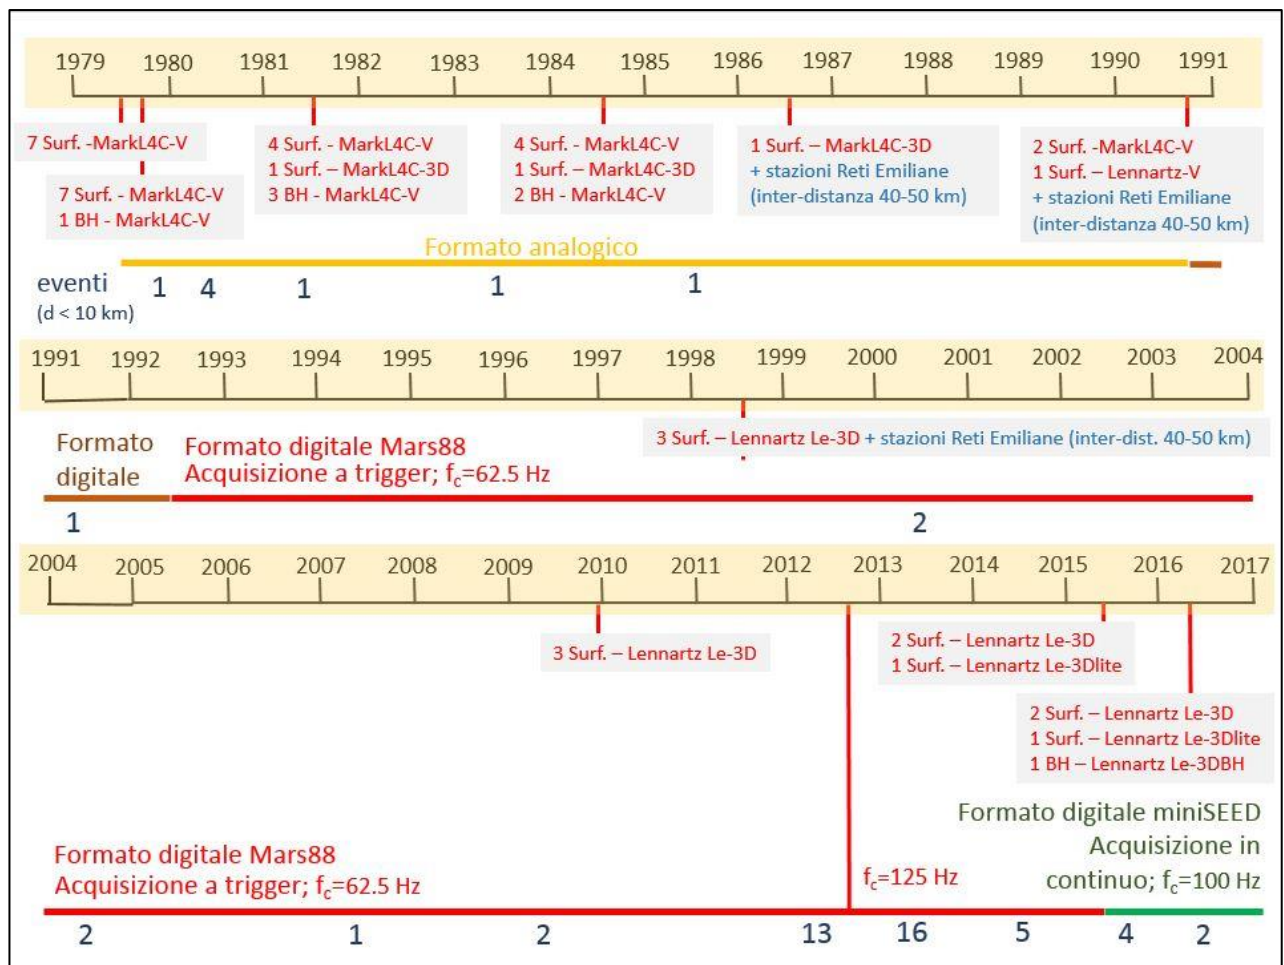 1979 1980 1981 1982 1983 1984 1985 1986 1987 1988 1989 1990 1991
7 Surf. -MarkL4C-V
7 Surf. - MarkL4C-V
1 BH - MarkL4C-V
4 Surf. - MarkL4C-V
1 Surf. – MarkL4C-3D
3 BH - MarkL4C-V
4 Surf. - MarkL4C-V
1 Surf. – MarkL4C-3D
2 BH - MarkL4C-V
1 Surf. – MarkL4C-3D
+ stazioni Reti Emiliane
(inter-distanza 40-50 km)
2 Surf. -MarkL4C-V
1 Surf. – Lennartz-V
+ stazioni Reti Emiliane
(inter-distanza 40-50 km)
Formato analogico
eventi
(d < 10 km)
1 4 1 1 1
1991 1992 1993 1994 1995 1996 1997 1998 1999 2000 2001 2002 2003 2004
3 Surf. – Lennartz Le-3D + stazioni Reti Emiliane (inter-dist. 40-50 km)
Formato
digitale
Formato digitale Mars88
Acquisizione a trigger; fc=62.5 Hz
1 2
2004 2005 2006 2007 2008 2009 2010 2011 2012 2013 2014 2015 2016 2017
3 Surf. – Lennartz Le-3D
2 Surf. – Lennartz Le-3D
1 Surf. – Lennartz Le-3Dlite
2 Surf. – Lennartz Le-3D
1 Surf. – Lennartz Le-3Dlite
1 BH – Lennartz Le-3DBH
Formato digitale Mars88
Acquisizione a trigger; fc=62.5 Hz
fc=125 Hz
Formato digitale miniSEED
Acquisizione in
continuo; fc=100 Hz
2 1 2 13 16 5 4 2